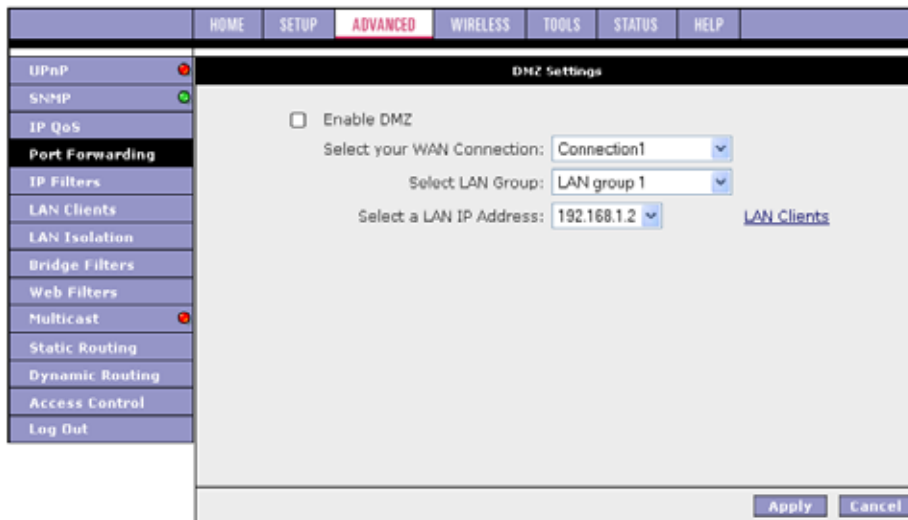 HOME SETUP ADVANCED WIRELESS TOOLS STATUS HELP
UPnP
SNMP
IP QoS
Port Forwarding
IP Filters
LAN Clients
LAN Isolation
Bridge Filters
Web Filters
Multicast
Static Routing
Dynamic Routing
Access Control
Log Out
DMZ Settings
Enable DMZ
Select your WAN Connection: Connection1
Select LAN Group: LAN group 1
Select a LAN IP Address: 192.168.1.2 LAN Clients
Apply Cancel